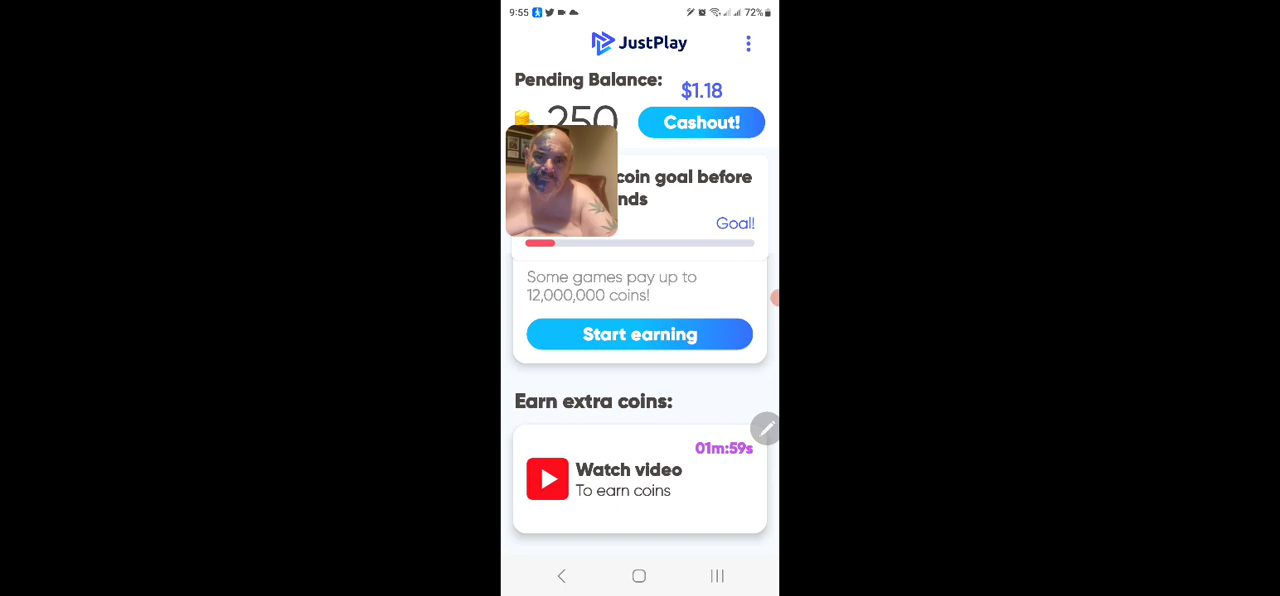 9:55
72%
JustPlay
Pending Balance:
$1.18
250
Cashout!
coin goal before
nds
Goal!
Some games pay up to
12,000,000 coins!
Start earning
Earn extra coins:
01m:59s
Watch video
To earn coins